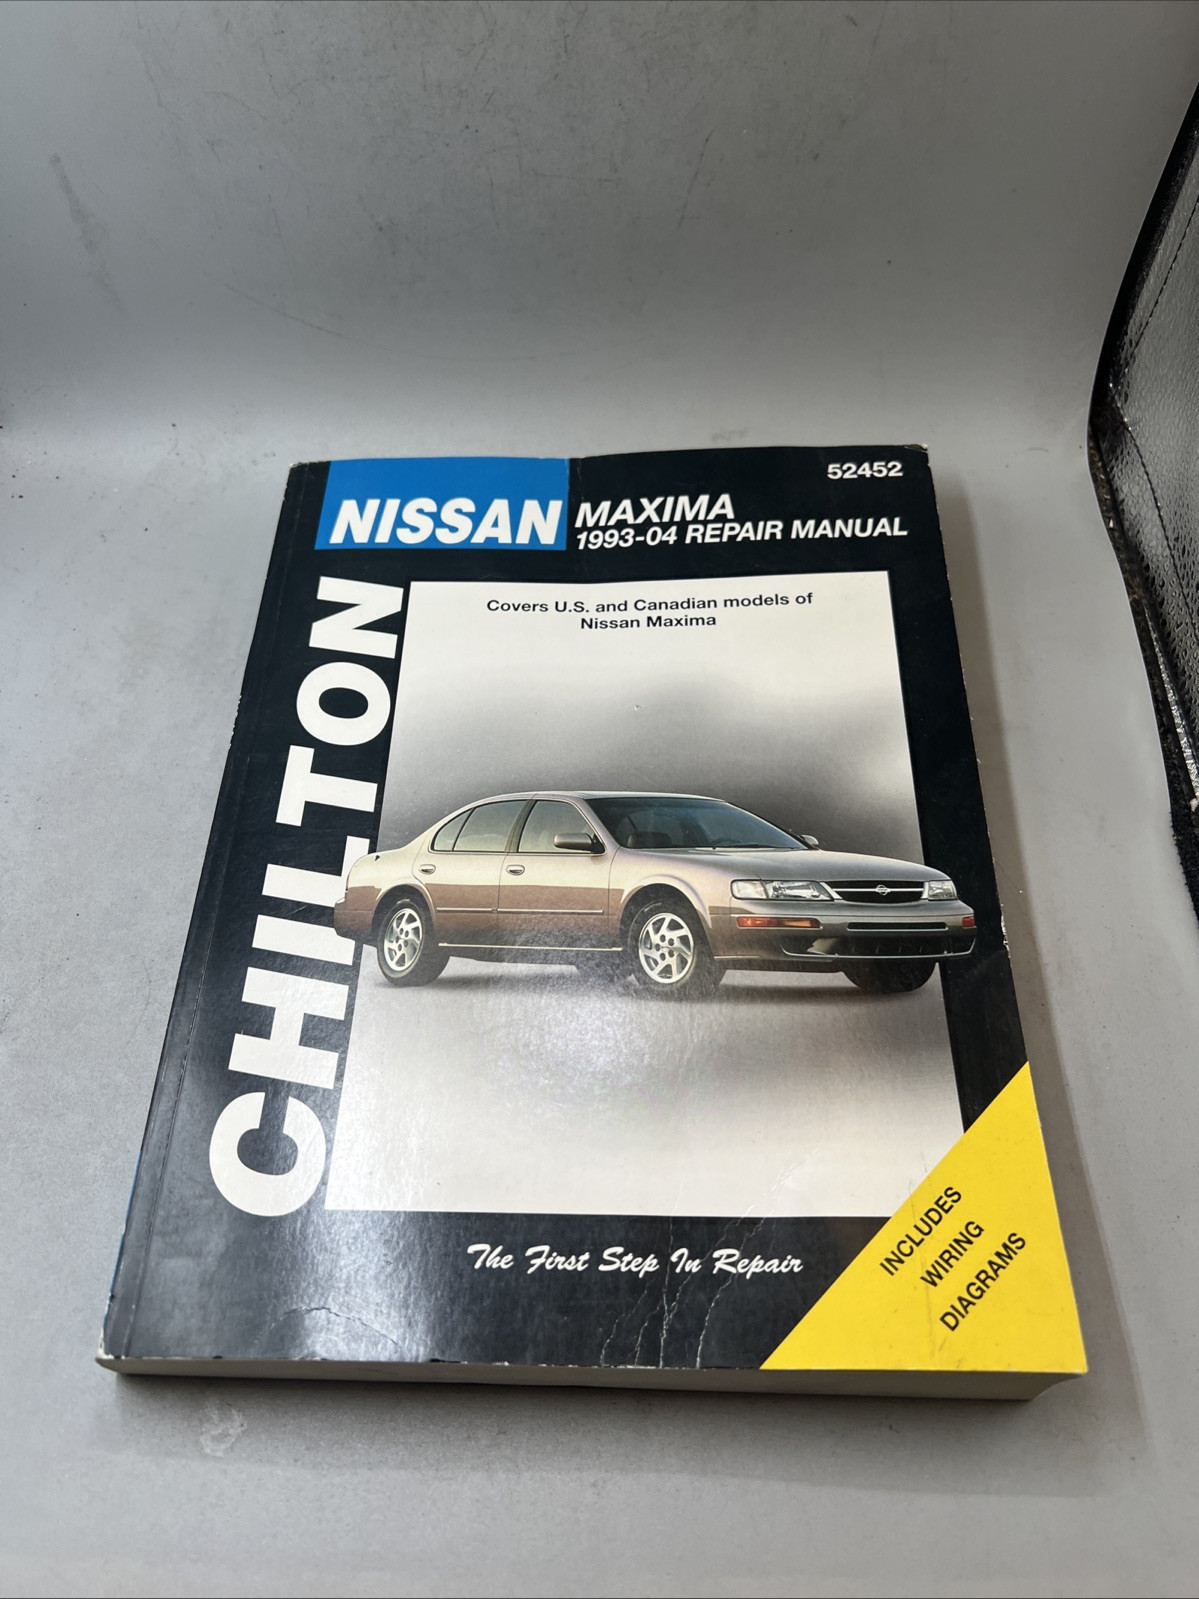 52452
NISSAN
MAXIMA
1993-04 REPAIR MANUAL
CHILTON
Covers U.S. and Canadian models of
Nissan Maxima
The First Step In Repair
INCLUDES
WIRING
DIAGRAMS